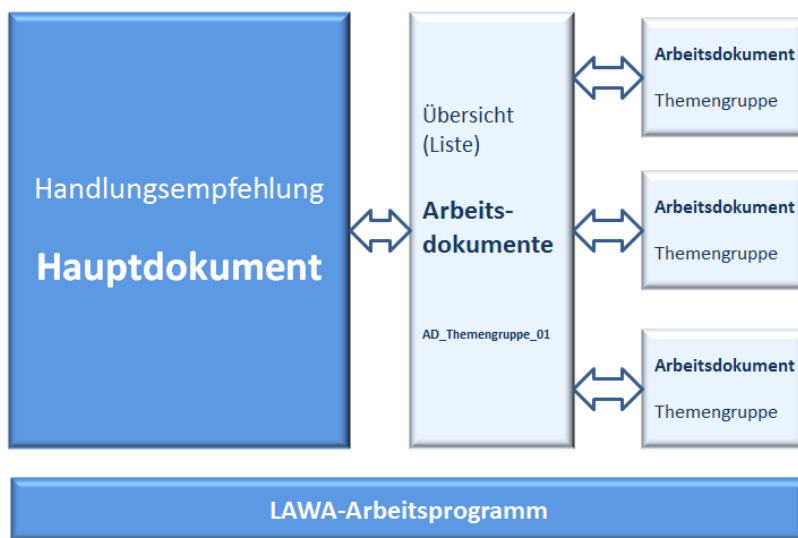 Handlungsempfehlung
Hauptdokument
Übersicht
(Liste)
Arbeits-
dokumente
AD_Themengruppe_01
Arbeitsdokument
Themengruppe
Arbeitsdokument
Themengruppe
Arbeitsdokument
Themengruppe
LAWA-Arbeitsprogramm